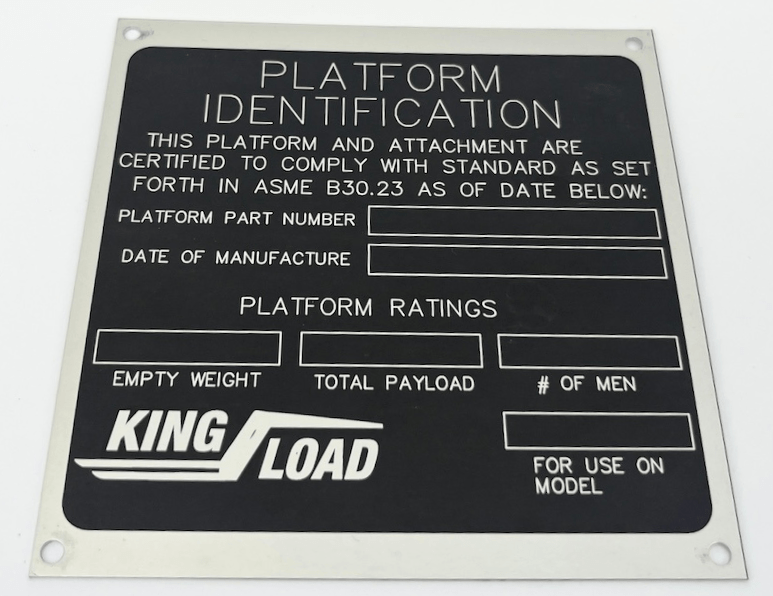 PLATFORM
IDENTIFICATION
THIS PLATFORM AND ATTACHMENT ARE
CERTIFIED TO COMPLY WITH STANDARD AS SET
FORTH IN ASME B30.23 AS OF DATE BELOW:
PLATFORM PART NUMBER
DATE OF MANUFACTURE
PLATFORM RATINGS
EMPTY WEIGHT TOTAL PAYLOAD # OF MEN
KING LOAD
FOR USE ON
MODEL